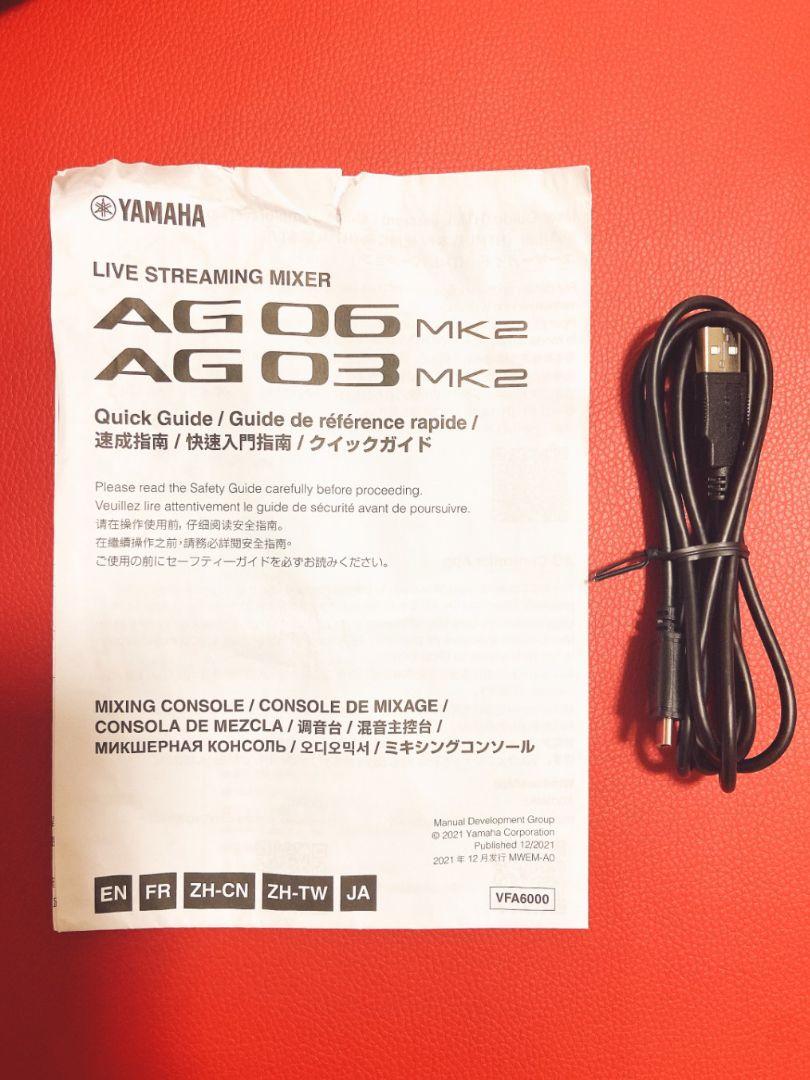 YAMAHA
LIVE STREAMING MIXER
AG 06 MK2
AG 03 MK2
Quick Guide / Guide de référence rapide /
速成指南 / 快速入門指南 / クイックガイド
Please read the Safety Guide carefully before proceeding.
Veuillez lire attentivement le guide de sécurité avant de poursuivre.
请在操作使用前，仔细阅读安全指南。
在繼續操作之前，請務必詳閱安全指南。
ご使用の前にセーフティーガイドを必ずお読みください。
MIXING CONSOLE / CONSOLE DE MIXAGE /
CONSOLA DE MEZCLA / 调音台 / 混音主控台 /
МИКШЕРНАЯ КОНСОЛЬ / 오디오믹서 / ミキシングコンソール
Manual Development Group
© 2021 Yamaha Corporation
Published 12/2021
2021 年 12 月发行 MWEM-A0
EN FR ZH-CN ZH-TW JA
VFA6000